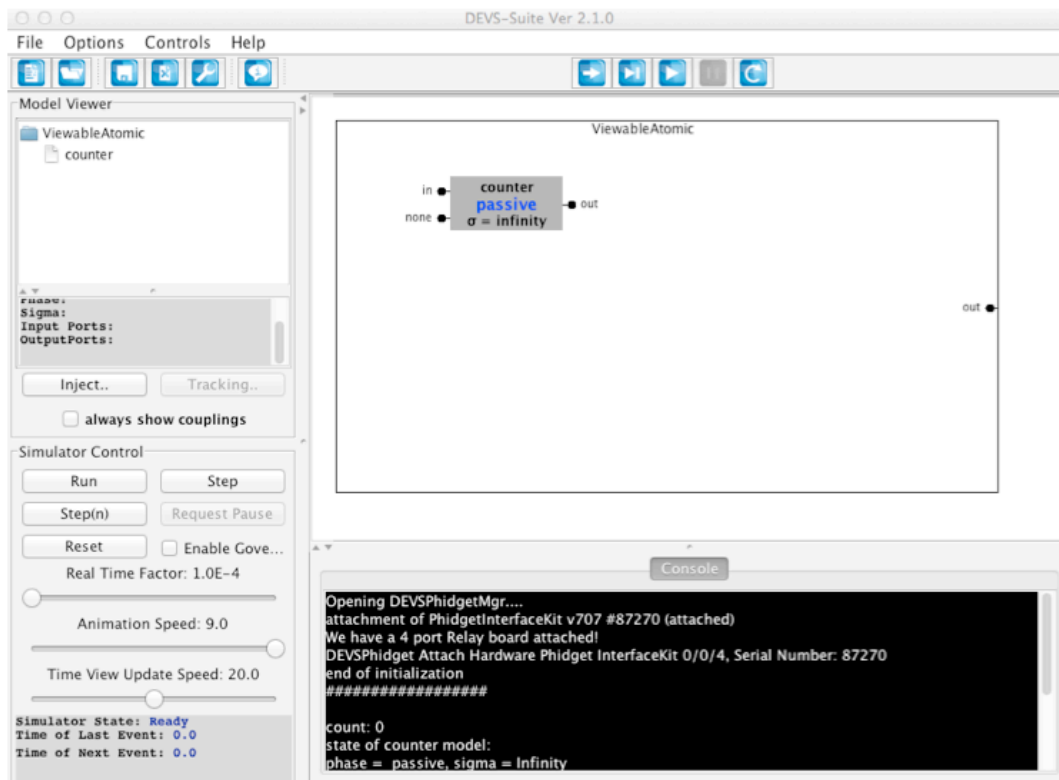 DEVS-Suite Ver 2.1.0
File Options Controls Help
Model Viewer
ViewableAtomic
counter
Phase:
Sigma:
Input Ports:
OutputPorts:
Inject..
Tracking..
always show couplings
Simulator Control
Run
Step
Step(n)
Request Pause
Reset
Enable Gove...
Real Time Factor: 1.0E-4
Animation Speed: 9.0
Time View Update Speed: 20.0
Simulator State: Ready
Time of Last Event: 0.0
Time of Next Event: 0.0
ViewableAtomic
in
none
counter
passive
σ = infinity
out
out
Console
Opening DEVSPhidgetMgr....
attachment of PhidgetInterfaceKit v707 #87270 (attached)
We have a 4 port Relay board attached!
DEVSPhidget Attach Hardware Phidget InterfaceKit 0/0/4, Serial Number: 87270
end of initialization
##################
count: 0
state of counter model:
phase = passive, sigma = Infinity